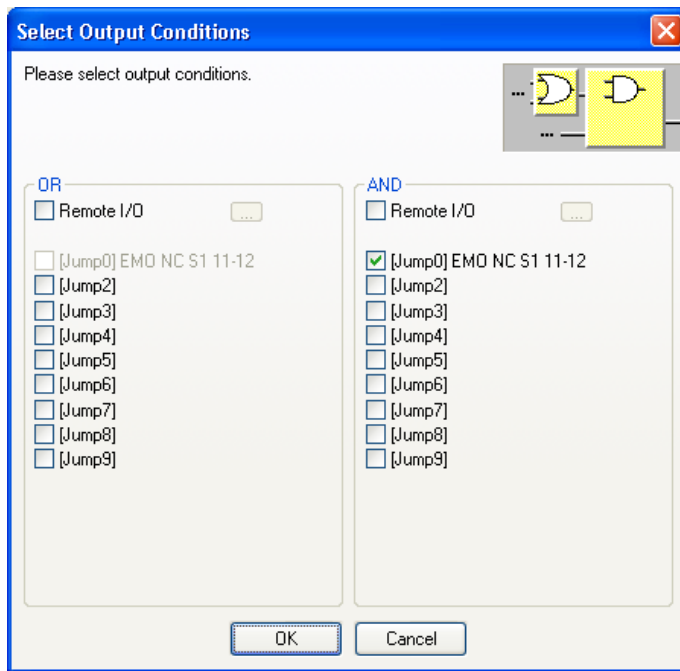 Select Output Conditions
Please select output conditions.
OR
Remote I/O
...
[Jump0] EMO NC S1 11-12
[Jump2]
[Jump3]
[Jump4]
[Jump5]
[Jump6]
[Jump7]
[Jump8]
[Jump9]
AND
Remote I/O
...
[Jump0] EMO NC S1 11-12
[Jump2]
[Jump3]
[Jump4]
[Jump5]
[Jump6]
[Jump7]
[Jump8]
[Jump9]
OK
Cancel